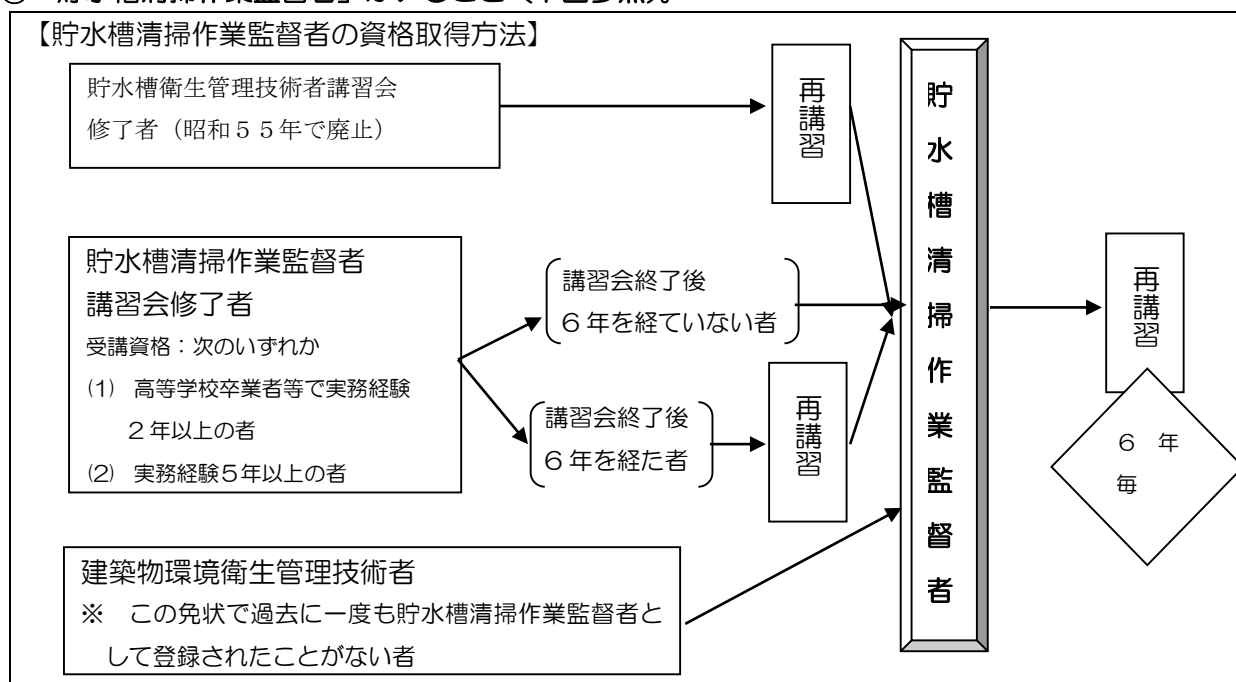 【貯水槽清掃作業監督者の資格取得方法】
貯水槽衛生管理技術者講習会
修了者（昭和５５年で廃止）
再講習
貯水槽清掃作業監督者
講習会修了者
受講資格：次のいずれか
⑴ 高等学校卒業者等で実務経験
２年以上の者
⑵ 実務経験５年以上の者
講習会終了後
６年を経ていない者
講習会終了後
６年を経た者
再講習
建築物環境衛生管理技術者
※ この免状で過去に一度も貯水槽清掃作業監督者と
して登録されたことがない者
貯水槽清掃作業監督者
再講習
６ 年
毎